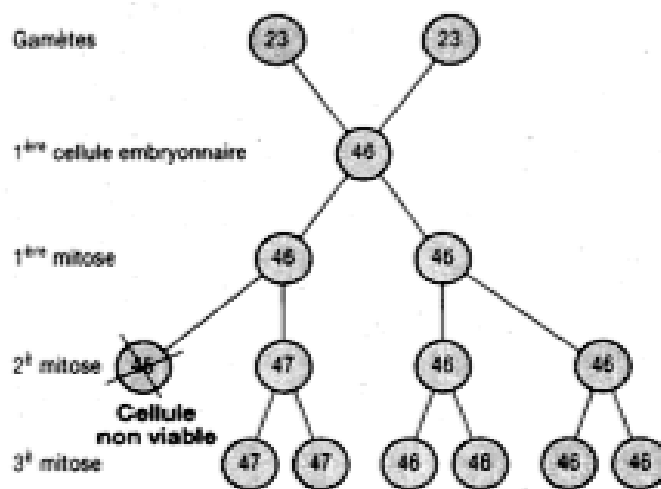 Gamètes 23 23
1ère cellule embryonnaire 46
1ère mitose 46 46
2è mitose 47 46 46
Cellule
non viable
3è mitose 47 47 46 46 46 46